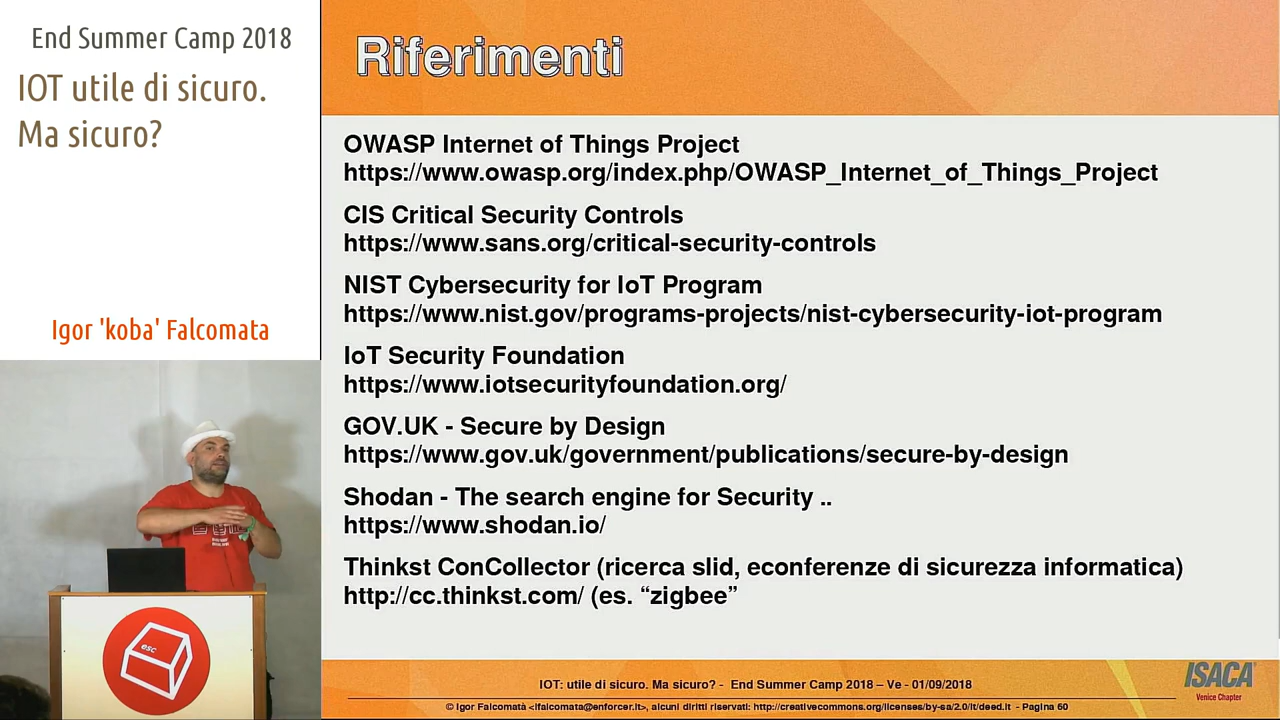 End Summer Camp 2018
IOT utile di sicuro.
Ma sicuro?
Igor 'koba' Falcomata
esc
Riferimenti
OWASP Internet of Things Project
https://www.owasp.org/index.php/OWASP_Internet_of_Things_Project
CIS Critical Security Controls
https://www.sans.org/critical-security-controls
NIST Cybersecurity for IoT Program
https://www.nist.gov/programs-projects/nist-cybersecurity-iot-program
IoT Security Foundation
https://www.iotsecurityfoundation.org/
GOV.UK - Secure by Design
https://www.gov.uk/government/publications/secure-by-design
Shodan - The search engine for Security ..
https://www.shodan.io/
Thinkst ConCollector (ricerca slid, econferenze di sicurezza informatica)
http://cc.thinkst.com/ (es. “zigbee”
IOT: utile di sicuro. Ma sicuro? - End Summer Camp 2018 – Ve - 01/09/2018
© Igor Falcomatà <ifalcomata@enforcer.it>, alcuni diritti riservati: http://creativecommons.org/licenses/by-sa/2.0/it/deed.it - Pagina 60
ISACA
Venice Chapter